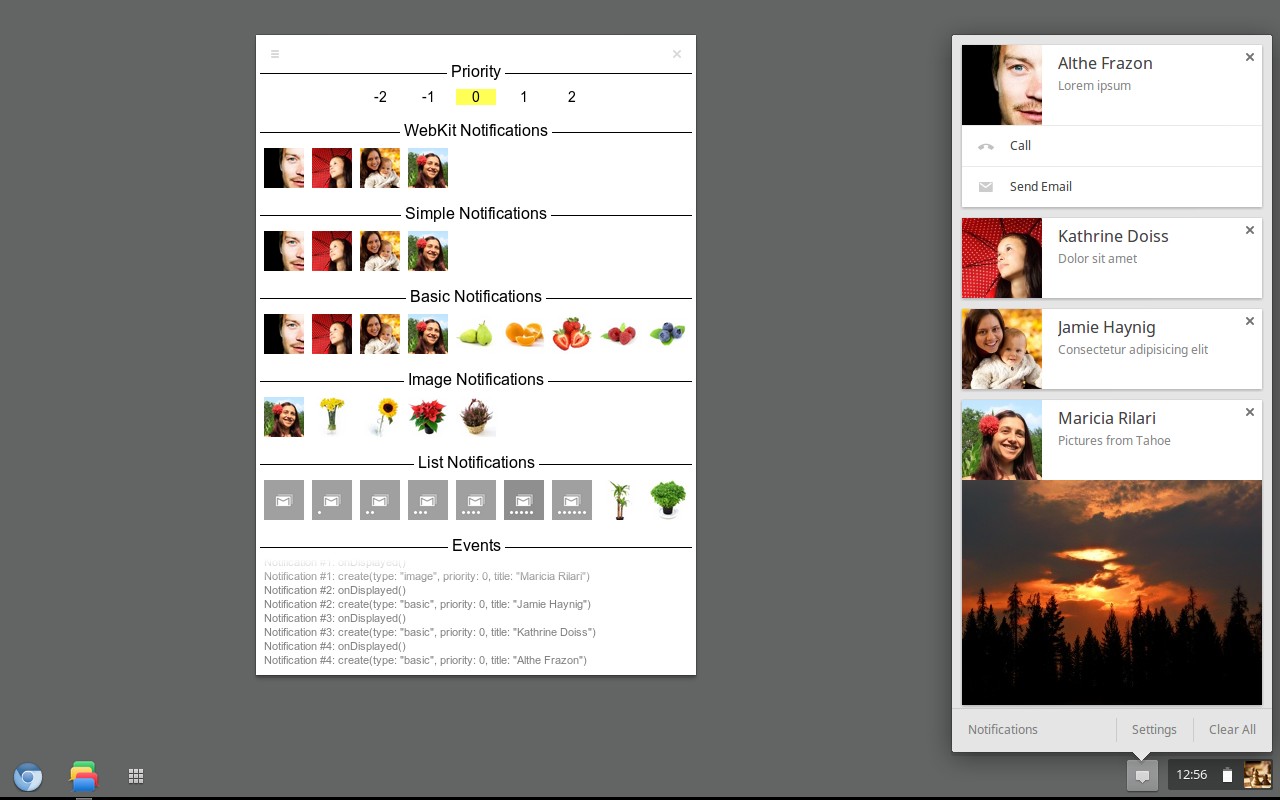 Priority
-2 -1 0 1 2
WebKit Notifications
Simple Notifications
Basic Notifications
Image Notifications
List Notifications
Events
Notification #1: onDisplayed()
Notification #1: create(type: "image", priority: 0, title: "Maricia Rilari")
Notification #2: onDisplayed()
Notification #2: create(type: "basic", priority: 0, title: "Jamie Haynig")
Notification #3: onDisplayed()
Notification #3: create(type: "basic", priority: 0, title: "Kathrine Doiss")
Notification #4: onDisplayed()
Notification #4: create(type: "basic", priority: 0, title: "Althe Frazon")
Althe Frazon
Lorem ipsum
Call
Send Email
Kathrine Doiss
Dolor sit amet
Jamie Haynig
Consectetur adipisicing elit
Maricia Rilari
Pictures from Tahoe
Notifications Settings Clear All
12:56